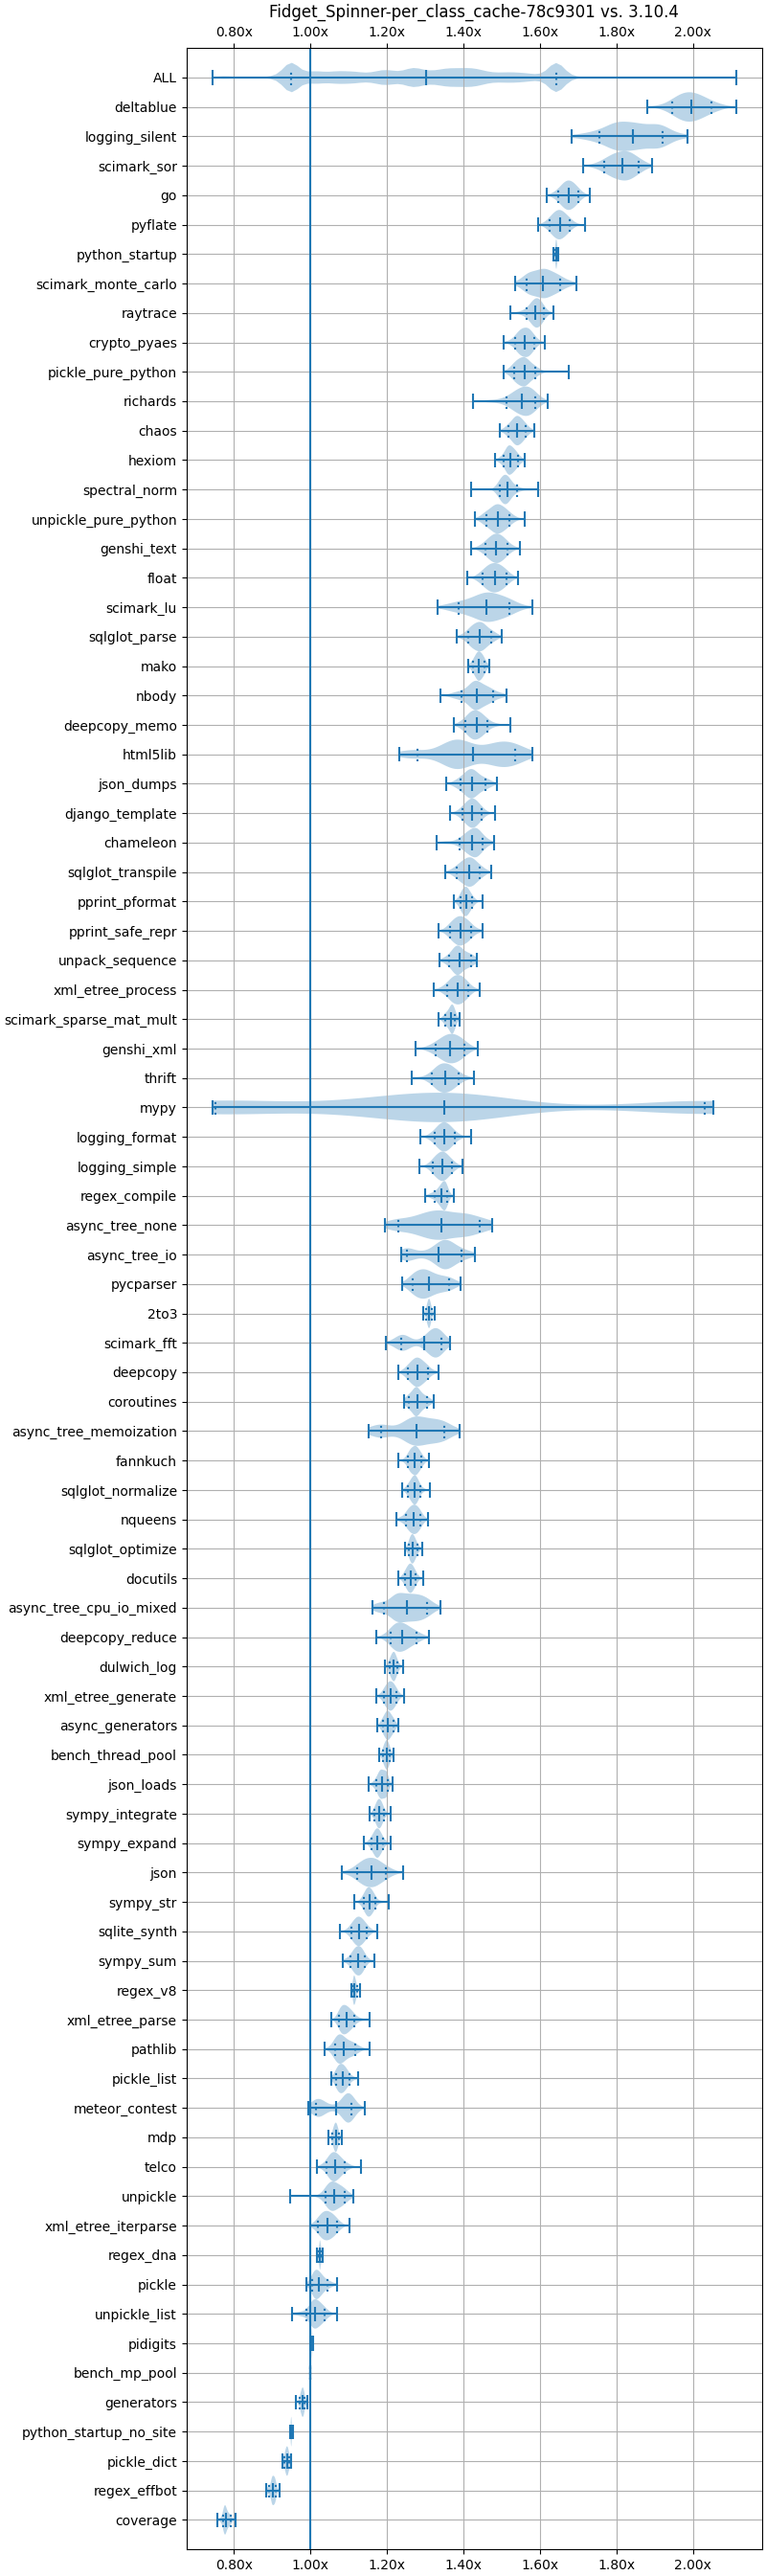 Fidget_Spinner-per_class_cache-78c9301 vs. 3.10.4
0.80x 1.00x 1.20x 1.40x 1.60x 1.80x 2.00x
ALL
deltablue
logging_silent
scimark_sor
go
pyflate
python_startup
scimark_monte_carlo
raytrace
crypto_pyaes
pickle_pure_python
richards
chaos
hexiom
spectral_norm
unpickle_pure_python
genshi_text
float
scimark_lu
sqlglot_parse
mako
nbody
deepcopy_memo
html5lib
json_dumps
django_template
chameleon
sqlglot_transpile
pprint_pformat
pprint_safe_repr
unpack_sequence
xml_etree_process
scimark_sparse_mat_mult
genshi_xml
thrift
mypy
logging_format
logging_simple
regex_compile
async_tree_none
async_tree_io
pycparser
2to3
scimark_fft
deepcopy
coroutines
async_tree_memoization
fannkuch
sqlglot_normalize
nqueens
sqlglot_optimize
docutils
async_tree_cpu_io_mixed
deepcopy_reduce
dulwich_log
xml_etree_generate
async_generators
bench_thread_pool
json_loads
sympy_integrate
sympy_expand
json
sympy_str
sqlite_synth
sympy_sum
regex_v8
xml_etree_parse
pathlib
pickle_list
meteor_contest
mdp
telco
unpickle
xml_etree_iterparse
regex_dna
pickle
unpickle_list
pidigits
bench_mp_pool
generators
python_startup_no_site
pickle_dict
regex_effbot
coverage
0.80x 1.00x 1.20x 1.40x 1.60x 1.80x 2.00x